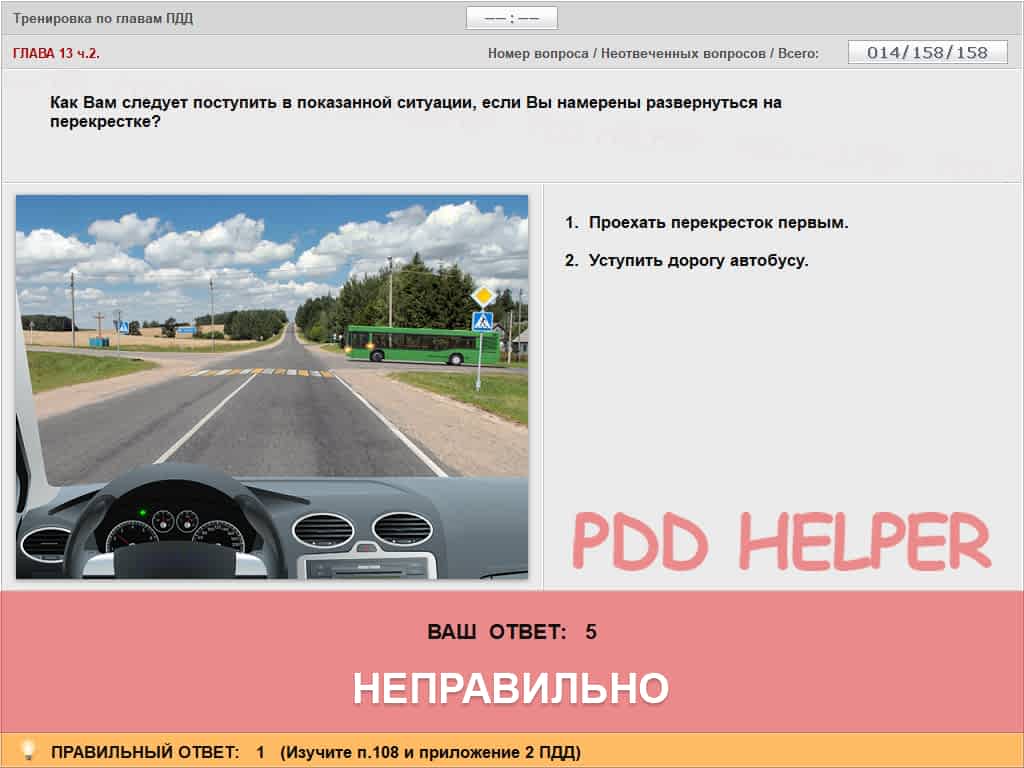 Тренировка по главам ПДД
–– : ––
ГЛАВА 13 ч.2.
Номер вопроса / Неотвеченных вопросов / Всего:
014/158/158
Как Вам следует поступить в показанной ситуации, если Вы намерены развернуться на
перекрестке?
1. Проехать перекресток первым.
2. Уступить дорогу автобусу.
PDD HELPER
ВАШ ОТВЕТ: 5
НЕПРАВИЛЬНО
ПРАВИЛЬНЫЙ ОТВЕТ: 1 (Изучите п.108 и приложение 2 ПДД)